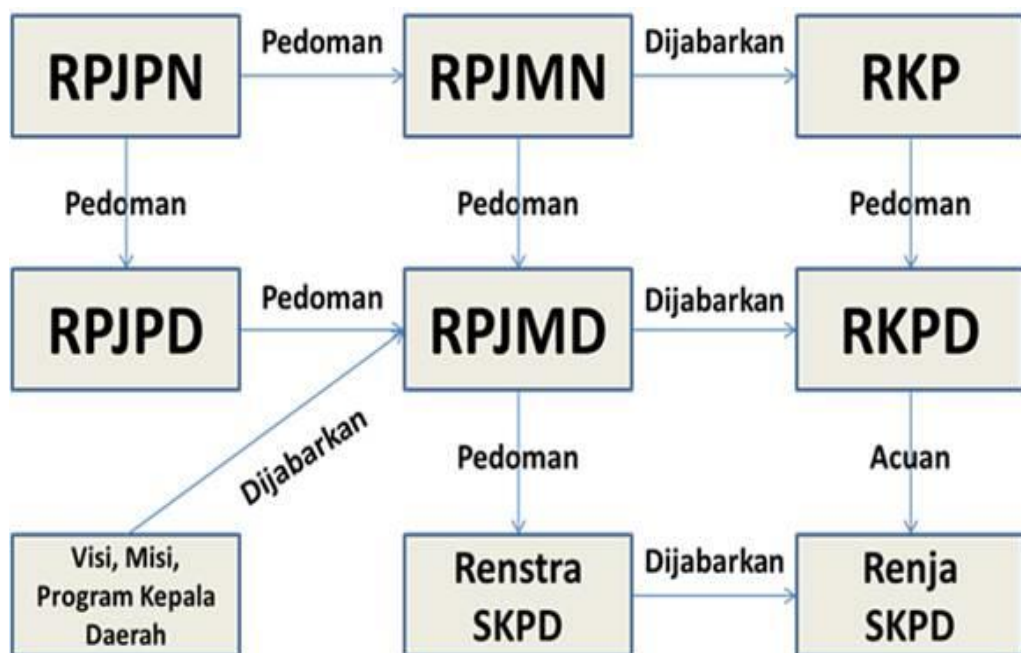 RPJPN
Pedoman
RPJMN
Dijabarkan
RKP
Pedoman
Pedoman
Pedoman
RPJPD
Pedoman
RPJMD
Dijabarkan
RKPD
Dijabarkan
Pedoman
Acuan
Visi, Misi,
Program Kepala
Daerah
Renstra
SKPD
Dijabarkan
Renja
SKPD